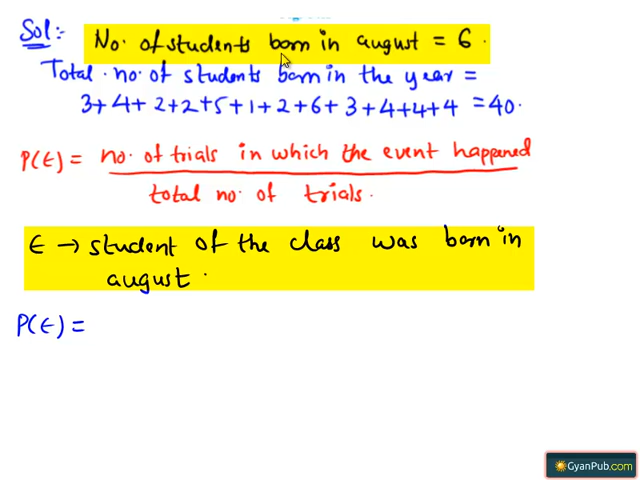 Sol:-
No. of students born in august = 6.
Total no. of students born in the year =
3+4+2+2+5+1+2+6+3+4+4+4 = 40.
P(E) = no. of trials in which the event happened
total no. of trials.
E → student of the class was born in
august.
P(E) =
GyanPub.com